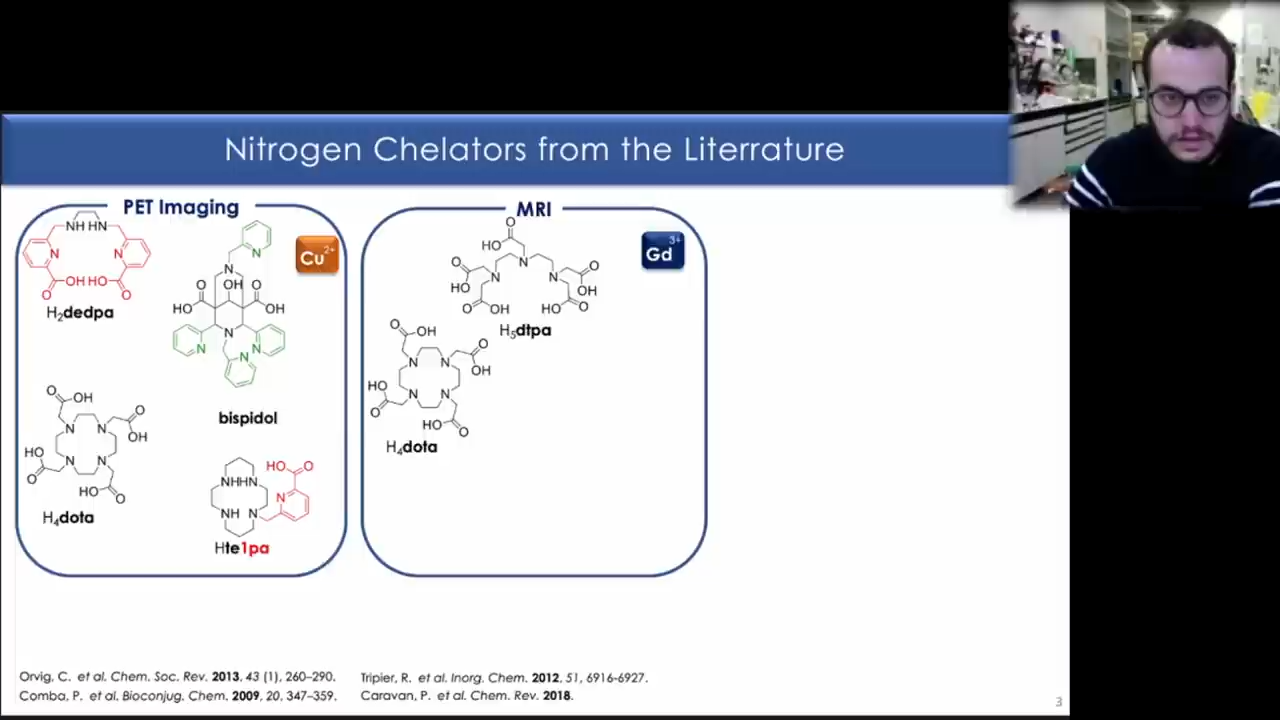 Nitrogen Chelators from the Literrature
PET Imaging
Cu2+
NH HN
N
N
OH HO
O
O
H2dedpa
N
N
O
OH
O
HO
OH
N
N
N
N
bispidol
O
OH
O
OH
N
N
N
N
HO
O
HO
O
H4dota
HO
O
NH HN
N
NH
N
Hte1pa
MRI
Gd3+
O
HO
N
O
O
HO
N
N
OH
O
OH
HO
O
H5dtpa
O
OH
O
OH
N
N
N
N
HO
O
HO
O
H4dota
Orvig, C. et al. Chem. Soc. Rev. 2013, 43 (1), 260–290.
Comba, P. et al. Bioconjug. Chem. 2009, 20, 347–359.
Tripier, R. et al. Inorg. Chem. 2012, 51, 6916-6927.
Caravan, P. et al. Chem. Rev. 2018.
3